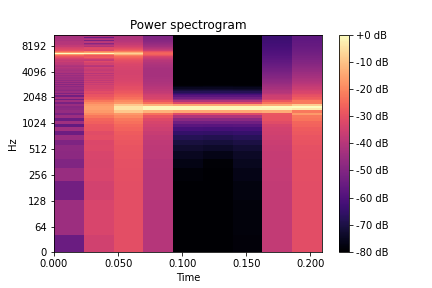 Power spectrogram
Hz
8192
4096
2048
1024
512
256
128
64
0
0.000 0.050 0.100 0.150 0.200
Time
+0 dB
-10 dB
-20 dB
-30 dB
-40 dB
-50 dB
-60 dB
-70 dB
-80 dB